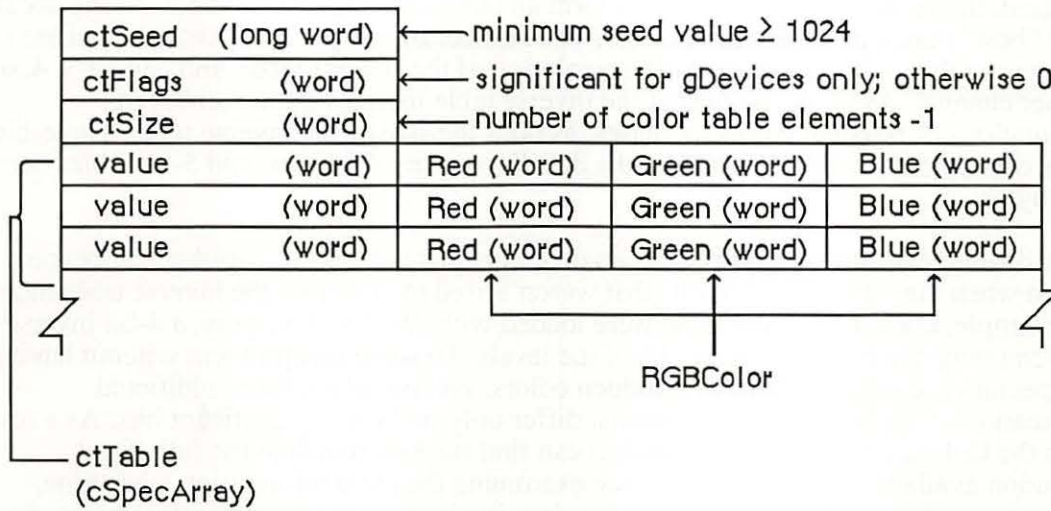 ctSeed (long word) minimum seed value ≥ 1024
ctFlags (word) significant for gDevices only; otherwise 0
ctSize (word) number of color table elements -1
value (word) Red (word) Green (word) Blue (word)
value (word) Red (word) Green (word) Blue (word)
value (word) Red (word) Green (word) Blue (word)
RGBColor
ctTable
(cSpecArray)